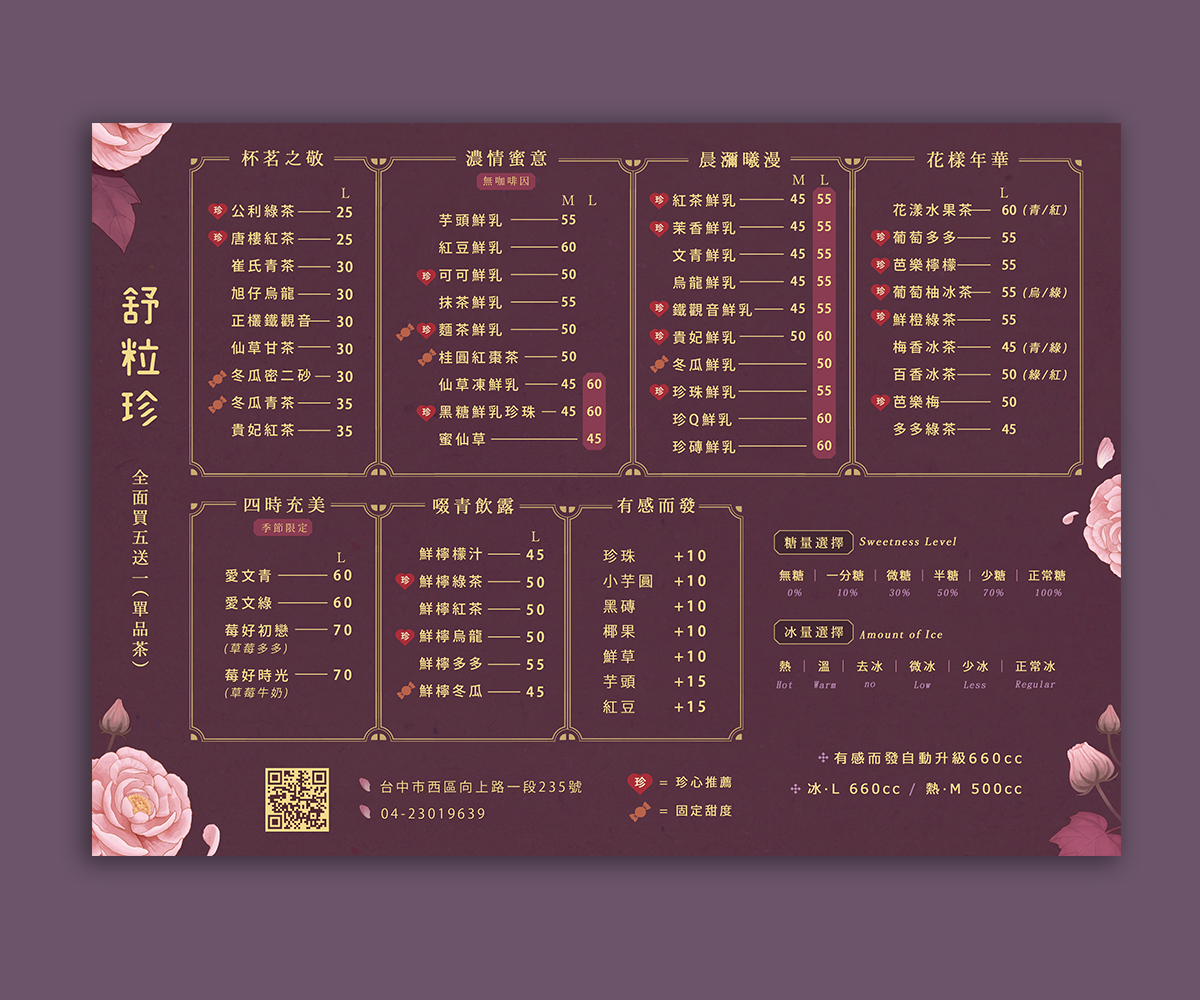 舒粒珍
全面買五送一（單品茶）
杯茗之敬
L
珍 公利綠茶 25
珍 唐樓紅茶 25
崔氏青茶 30
旭仔烏龍 30
正欉鐵觀音 30
仙草甘茶 30
冬瓜密二砂 30
冬瓜青茶 35
貴妃紅茶 35
濃情蜜意
無咖啡因
M L
芋頭鮮乳 55
紅豆鮮乳 60
珍 可可鮮乳 50
抹茶鮮乳 55
珍 麵茶鮮乳 50
桂圓紅棗茶 50
仙草凍鮮乳 45 60
珍 黑糖鮮乳珍珠 45 60
蜜仙草 45
晨瀰曦漫
M L
珍 紅茶鮮乳 45 55
珍 茉香鮮乳 45 55
文青鮮乳 45 55
烏龍鮮乳 45 55
珍 鐵觀音鮮乳 45 55
珍 貴妃鮮乳 50 60
冬瓜鮮乳 50
珍 珍珠鮮乳 55
珍Q鮮乳 60
珍磚鮮乳 60
花樣年華
L
花漾水果茶 60 (青/紅)
珍 葡萄多多 55
珍 芭樂檸檬 55
珍 葡萄柚冰茶 55 (烏/綠)
珍 鮮橙綠茶 55
梅香冰茶 45 (青/綠)
百香冰茶 50 (綠/紅)
珍 芭樂梅 50
多多綠茶 45
四時充美
季節限定
L
愛文青 60
愛文綠 60
莓好初戀 70
(草莓多多)
莓好時光 70
(草莓牛奶)
啜青飲露
L
鮮檸檬汁 45
珍 鮮檸綠茶 50
鮮檸紅茶 50
珍 鮮檸烏龍 50
鮮檸多多 55
鮮檸冬瓜 45
有感而發
珍珠 +10
小芋圓 +10
黑磚 +10
椰果 +10
鮮草 +10
芋頭 +15
紅豆 +15
糖量選擇 Sweetness Level
無糖 | 一分糖 | 微糖 | 半糖 | 少糖 | 正常糖
0% 10% 30% 50% 70% 100%
冰量選擇 Amount of Ice
熱 | 溫 | 去冰 | 微冰 | 少冰 | 正常冰
Hot Warm no Low Less Regular
有感而發自動升級660cc
冰·L 660cc / 熱·M 500cc
台中市西區向上路一段235號
04-23019639
珍 = 珍心推薦
= 固定甜度